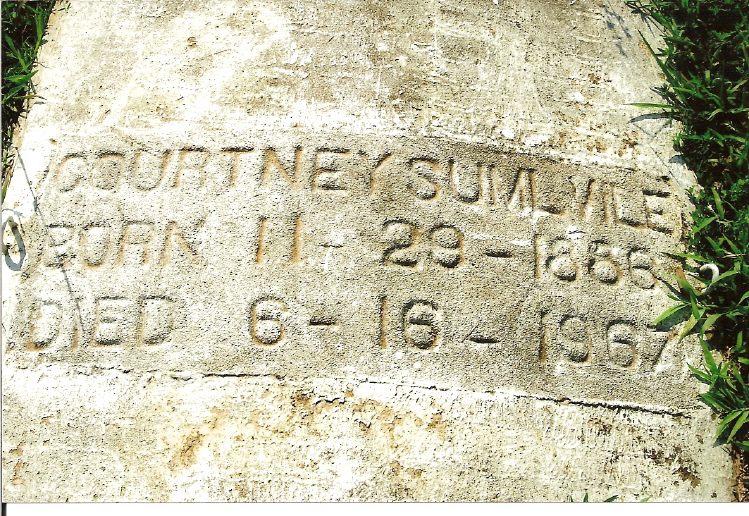 COURTNEY SUMLVILE
BORN 11-29-1886
DIED 6-16-1967